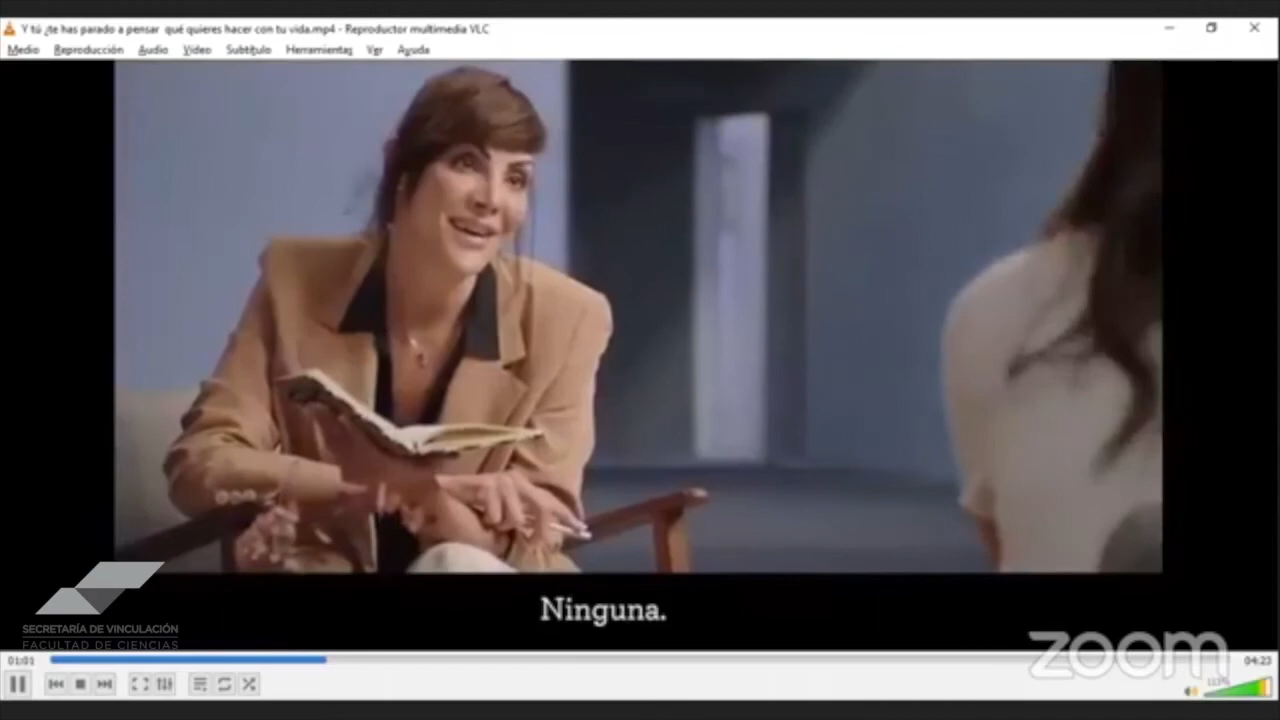 Y tú ¿te has parado a pensar qué quieres hacer con tu vida.mp4 - Reproductor multimedia VLC
Medio Reproducción Audio Vídeo Subtítulo Herramientas Ver Ayuda
Ninguna.
SECRETARÍA DE VINCULACIÓN
FACULTAD DE CIENCIAS
zoom
01:01
04:23
113%